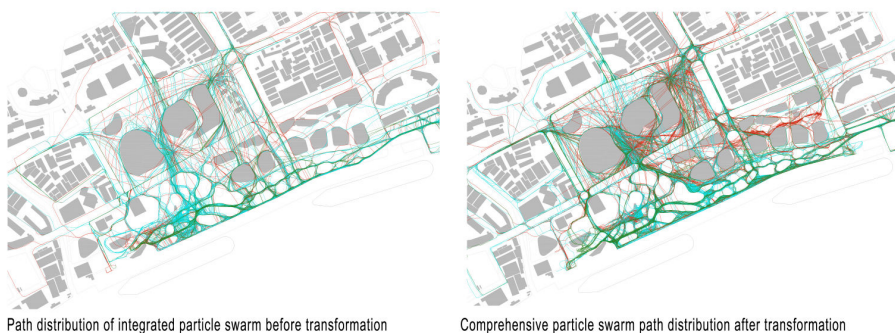 Path distribution of integrated particle swarm before transformation
Comprehensive particle swarm path distribution after transformation